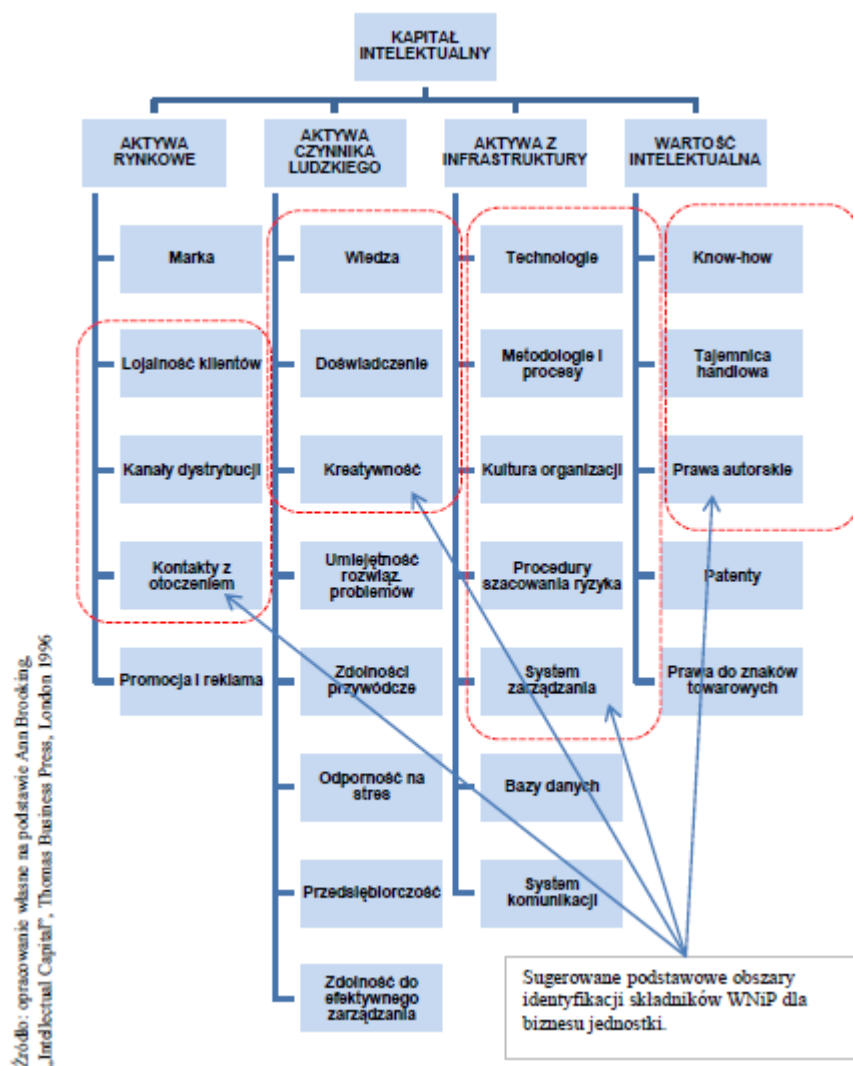 KAPITAŁ
INTELEKTUALNY
AKTYWA
RYNKOWE
AKTYWA
CZYNNIKA
LUDZKIEGO
AKTYWA Z
INFRASTRUKTURY
WARTOŚĆ
INTELEKTUALNA
Marka
Lojalność klientów
Kanały dystrybucji
Kontakty z
otoczeniem
Promocja i reklama
Wiedza
Doświadczenie
Kreatywność
Umiejętność
rozwiąz.
problemów
Zdolności
przywódcze
Odporność na
stres
Przedsiębiorczość
Zdolność do
efektywnego
zarządzania
Technologie
Metodologie i
procesy
Kultura organizacji
Procedury
szacowania ryzyka
System
zarządzania
Bazy danych
System
komunikacji
Know-how
Tajemnica
handlowa
Prawa autorskie
Patenty
Prawa do znaków
towarowych
Sugerowane podstawowe obszary
identyfikacji składników WNiP dla
biznesu jednostki.
Źródło: opracowanie własne na podstawie Ann Brooking,
„Intellectual Capital”, Thomas Business Press, London 1996